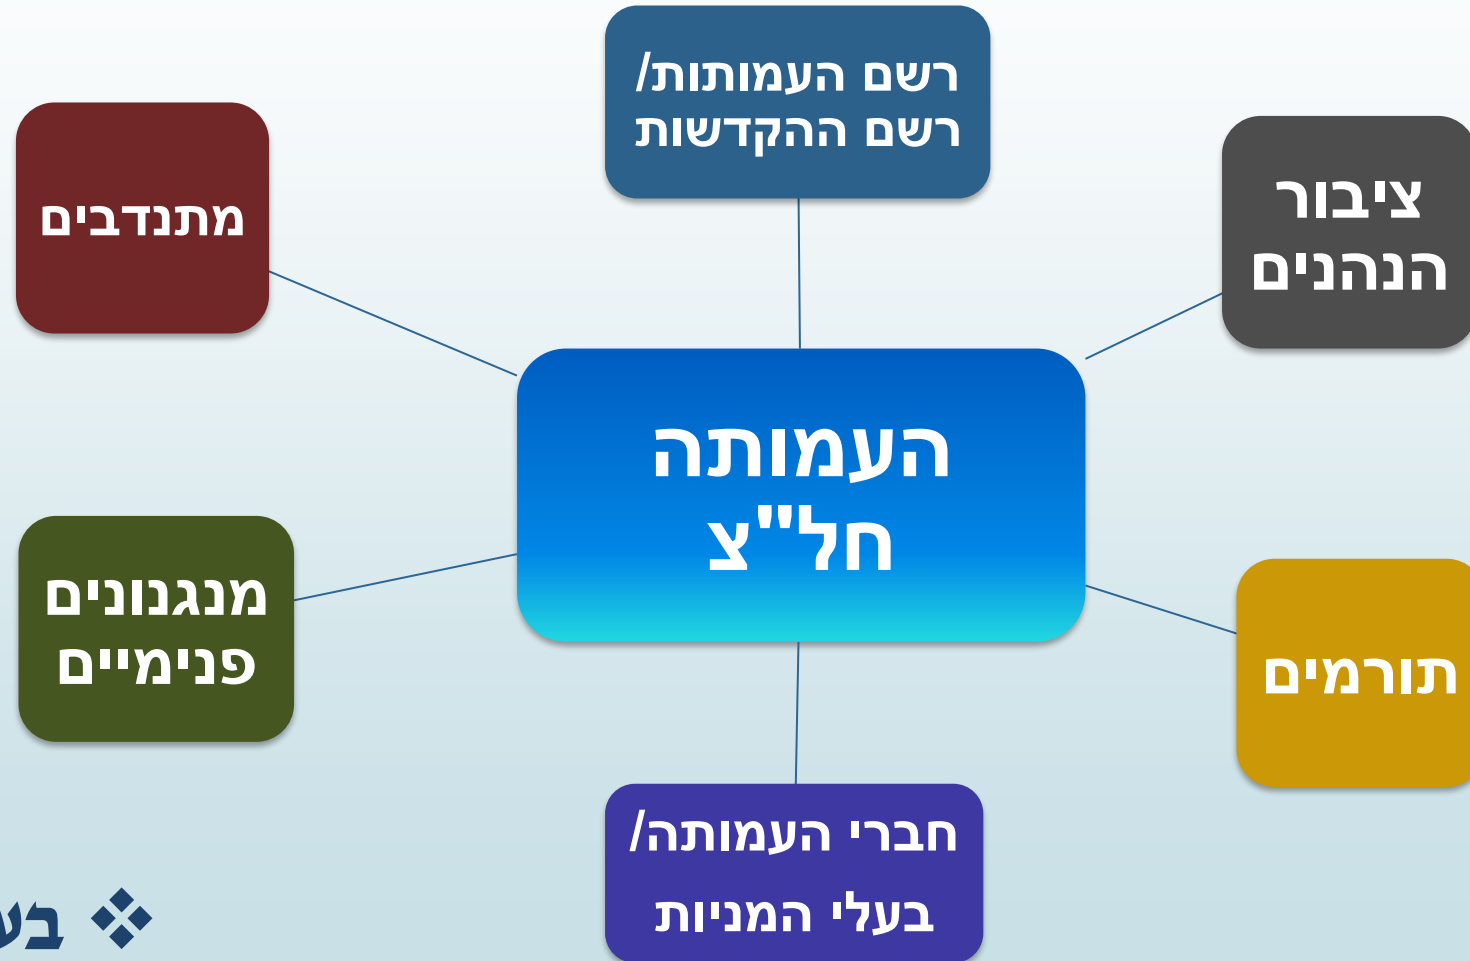 רשם העמותות/
רשם ההקדשות
ציבור
הנהנים
מתנדבים
העמותה
חל"צ
מנגנונים
פנימיים
תורמים
חברי העמותה/
בעלי המניות